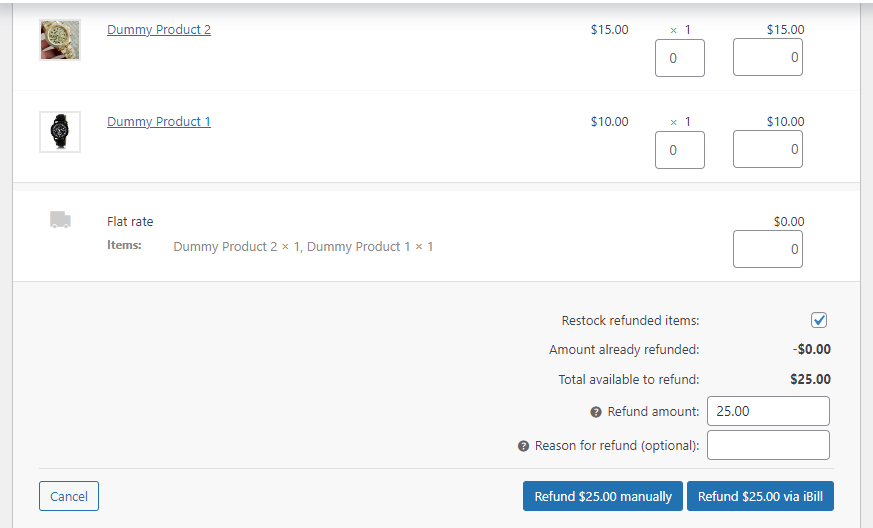 Dummy Product 2 $15.00 × 1 $15.00
0 0
Dummy Product 1 $10.00 × 1 $10.00
0 0
Flat rate $0.00
Items: Dummy Product 2 × 1, Dummy Product 1 × 1
0
Restock refunded items:
Amount already refunded: -$0.00
Total available to refund: $25.00
? Refund amount: 25.00
? Reason for refund (optional):
Cancel Refund $25.00 manually Refund $25.00 via iBill